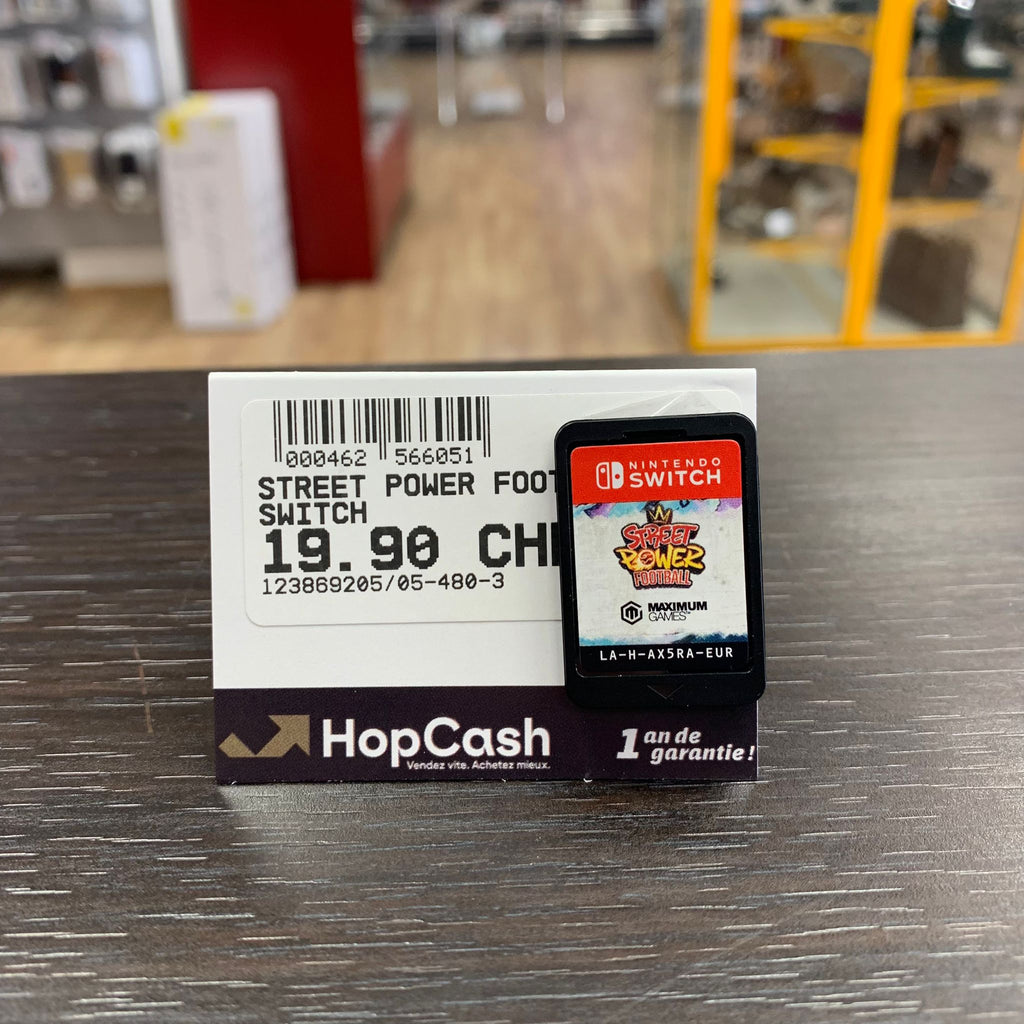 000462 566051
STREET POWER FOOT
SWITCH
19.90 CH
123869205/05-480-3
NINTENDO
SWITCH
STREET
POWER
FOOTBALL
MAXIMUM
GAMES™
LA-H-AX5RA-EUR
HopCash
Vendez vite. Achetez mieux.
1 an de
garantie!